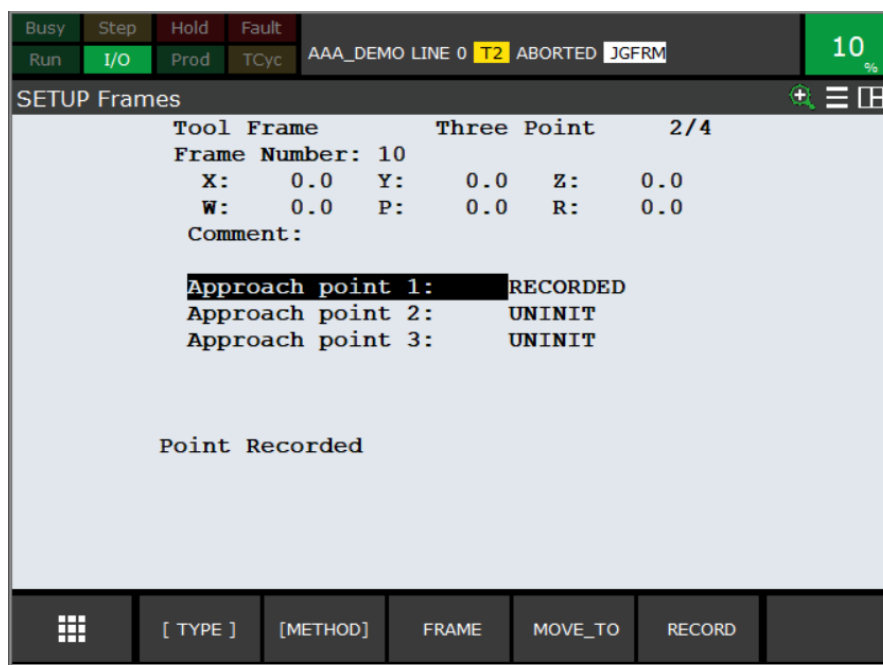 Busy Step Hold Fault
Run I/O Prod TCyc AAA_DEMO LINE 0 T2 ABORTED JGFRM 10 %
SETUP Frames
Tool Frame Three Point 2/4
Frame Number: 10
X: 0.0 Y: 0.0 Z: 0.0
W: 0.0 P: 0.0 R: 0.0
Comment:
Approach point 1: RECORDED
Approach point 2: UNINIT
Approach point 3: UNINIT
Point Recorded
[ TYPE ] [METHOD] FRAME MOVE_TO RECORD